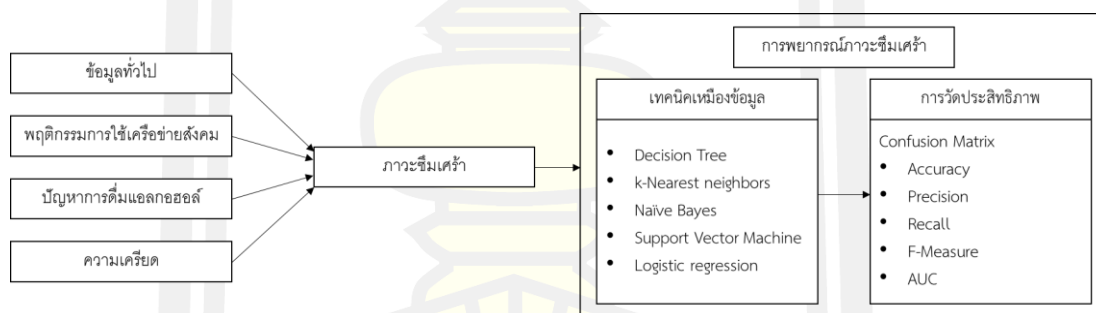 ข้อมูลทั่วไป
พฤติกรรมการใช้เครือข่ายสังคม
ปัญหาการดื่มแอลกอฮอล์
ความเครียด
ภาวะซึมเศร้า
การพยากรณ์ภาวะซึมเศร้า
เทคนิคเหมืองข้อมูล
• Decision Tree
• k-Nearest neighbors
• Naïve Bayes
• Support Vector Machine
• Logistic regression
การวัดประสิทธิภาพ
Confusion Matrix
• Accuracy
• Precision
• Recall
• F-Measure
• AUC